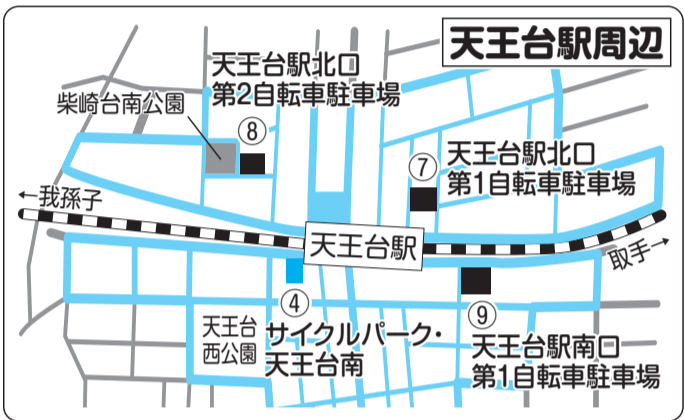 天王台駅周辺
天王台駅北口
第2自転車駐車場
柴崎台南公園
⑧
⑦
天王台駅北口
第1自転車駐車場
←我孫子
天王台駅
取手→
④
サイクルパーク・
天王台南
天王台
西公園
⑨
天王台駅南口
第1自転車駐車場